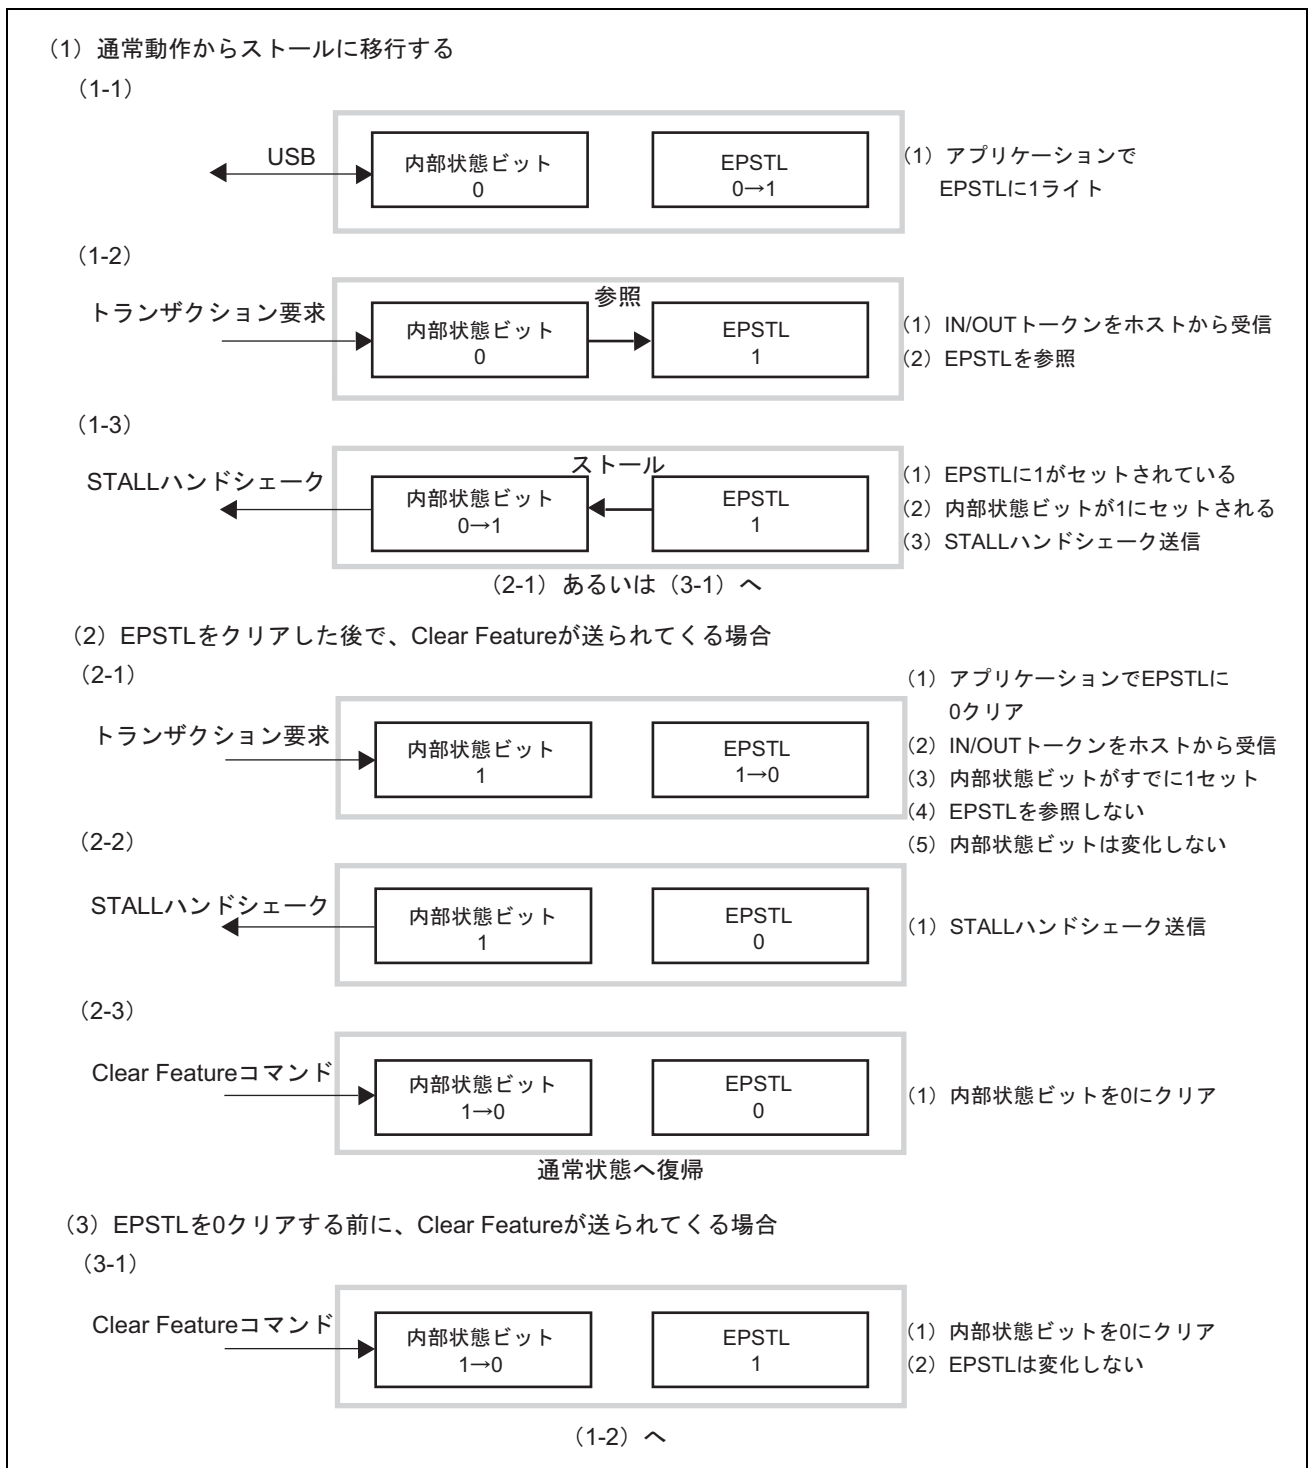 （1）通常動作からストールに移行する
（1-1）
USB
内部状態ビット
0
EPSTL
0→1
（1）アプリケーションで
EPSTLに1ライト
（1-2）
トランザクション要求
内部状態ビット
0
参照
EPSTL
1
（1）IN/OUTトークンをホストから受信
（2）EPSTLを参照
（1-3）
STALLハンドシェーク
内部状態ビット
0→1
ストール
EPSTL
1
（1）EPSTLに1がセットされている
（2）内部状態ビットが1にセットされる
（3）STALLハンドシェーク送信
（2-1）あるいは（3-1）へ
（2）EPSTLをクリアした後で、Clear Featureが送られてくる場合
（2-1）
トランザクション要求
内部状態ビット
1
EPSTL
1→0
（1）アプリケーションでEPSTLに
0クリア
（2）IN/OUTトークンをホストから受信
（3）内部状態ビットがすでに1セット
（4）EPSTLを参照しない
（5）内部状態ビットは変化しない
（2-2）
STALLハンドシェーク
内部状態ビット
1
EPSTL
0
（1）STALLハンドシェーク送信
（2-3）
Clear Featureコマンド
内部状態ビット
1→0
EPSTL
0
（1）内部状態ビットを0にクリア
通常状態へ復帰
（3）EPSTLを0クリアする前に、Clear Featureが送られてくる場合
（3-1）
Clear Featureコマンド
内部状態ビット
1→0
EPSTL
1
（1）内部状態ビットを0にクリア
（2）EPSTLは変化しない
（1-2）へ